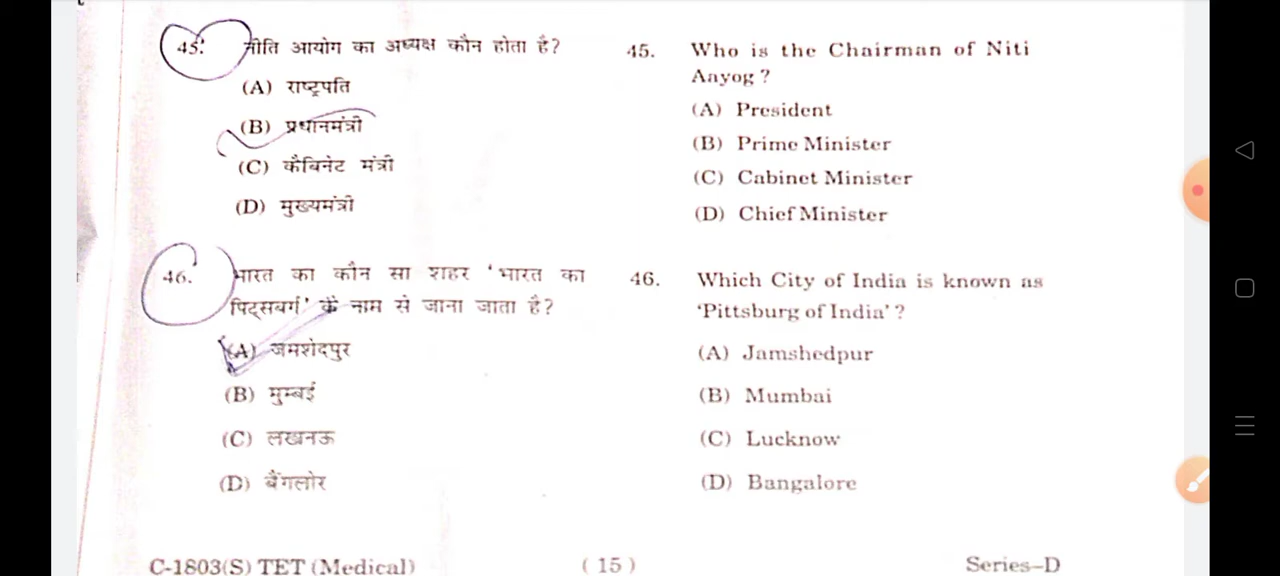 45. नीति आयोग का अध्यक्ष कौन होता है?
(A) राष्ट्रपति
(B) प्रधानमंत्री
(C) कैबिनेट मंत्री
(D) मुख्यमंत्री
46. भारत का कौन सा शहर 'भारत का
पिट्सबर्ग' के नाम से जाना जाता है?
(A) जमशेदपुर
(B) मुम्बई
(C) लखनऊ
(D) बैंगलोर
45. Who is the Chairman of Niti
Aayog ?
(A) President
(B) Prime Minister
(C) Cabinet Minister
(D) Chief Minister
46. Which City of India is known as
'Pittsburg of India' ?
(A) Jamshedpur
(B) Mumbai
(C) Lucknow
(D) Bangalore
C-1803(S) TET (Medical) ( 15 ) Series–D